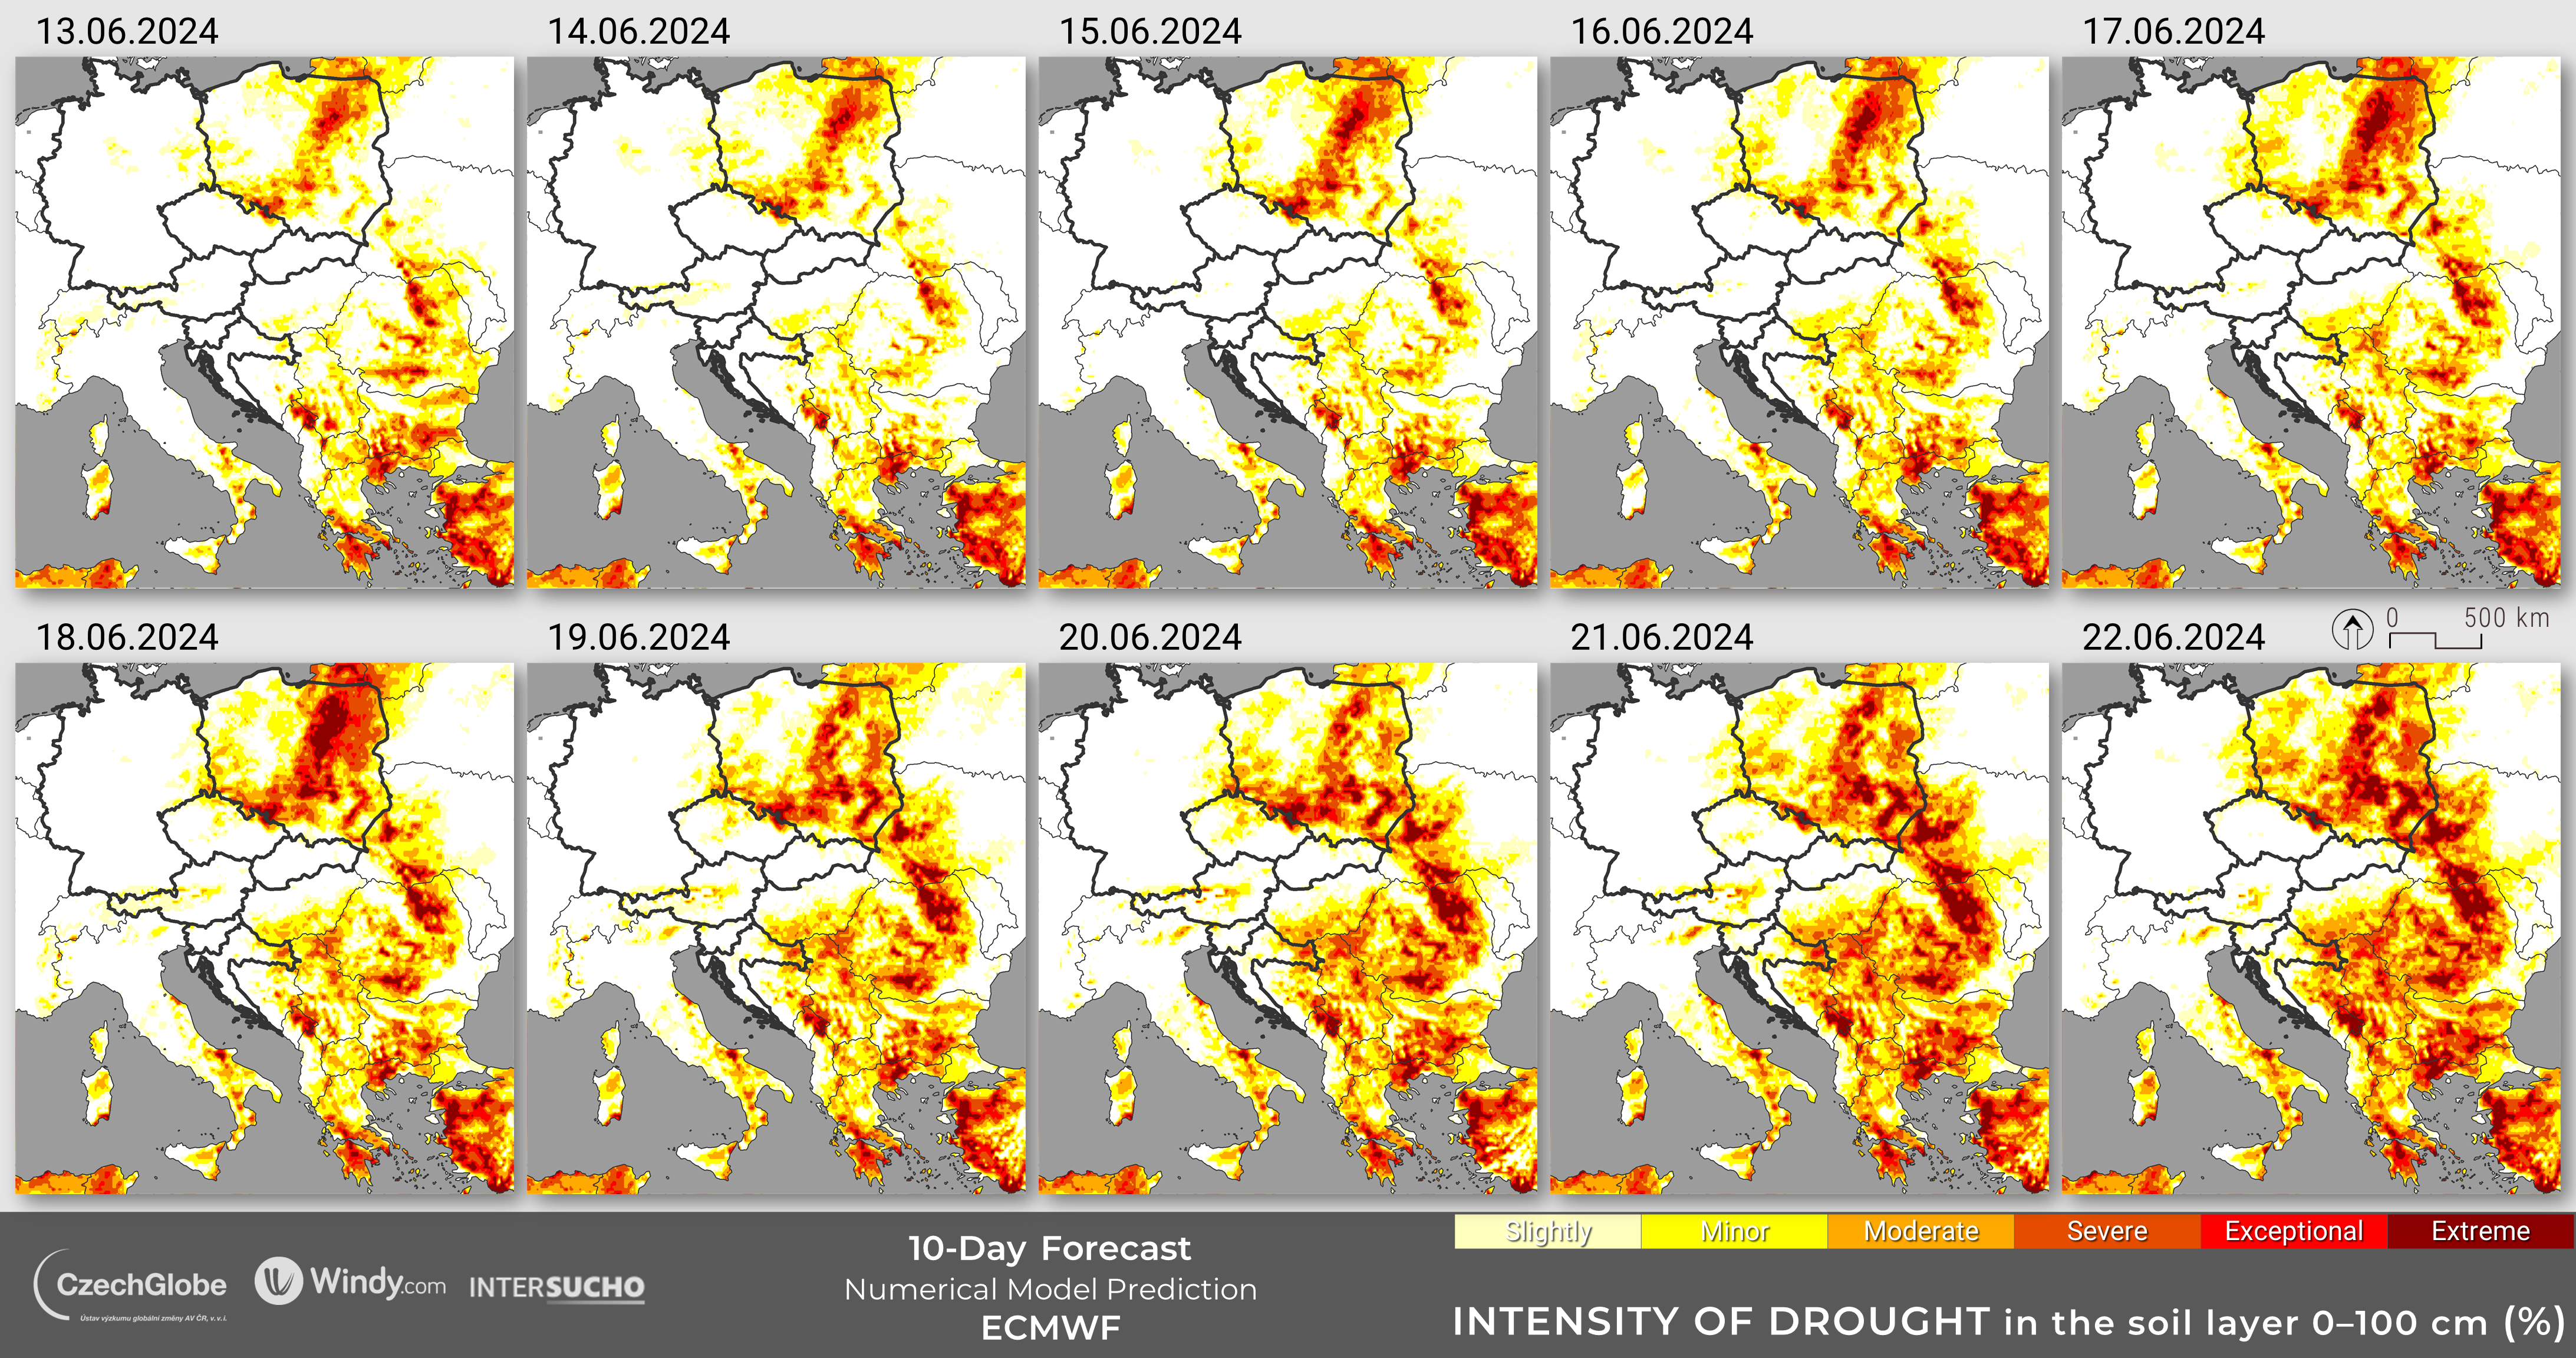 13.06.2024
14.06.2024
15.06.2024
16.06.2024
17.06.2024
0 500 km
18.06.2024
19.06.2024
20.06.2024
21.06.2024
22.06.2024
Slightly
Minor
Moderate
Severe
Exceptional
Extreme
CzechGlobe
Ústav výzkumu globální změny AV ČR, v. v. i.
Windy.com
INTERSUCHO
10-Day Forecast
Numerical Model Prediction
ECMWF
INTENSITY OF DROUGHT in the soil layer 0–100 cm (%)